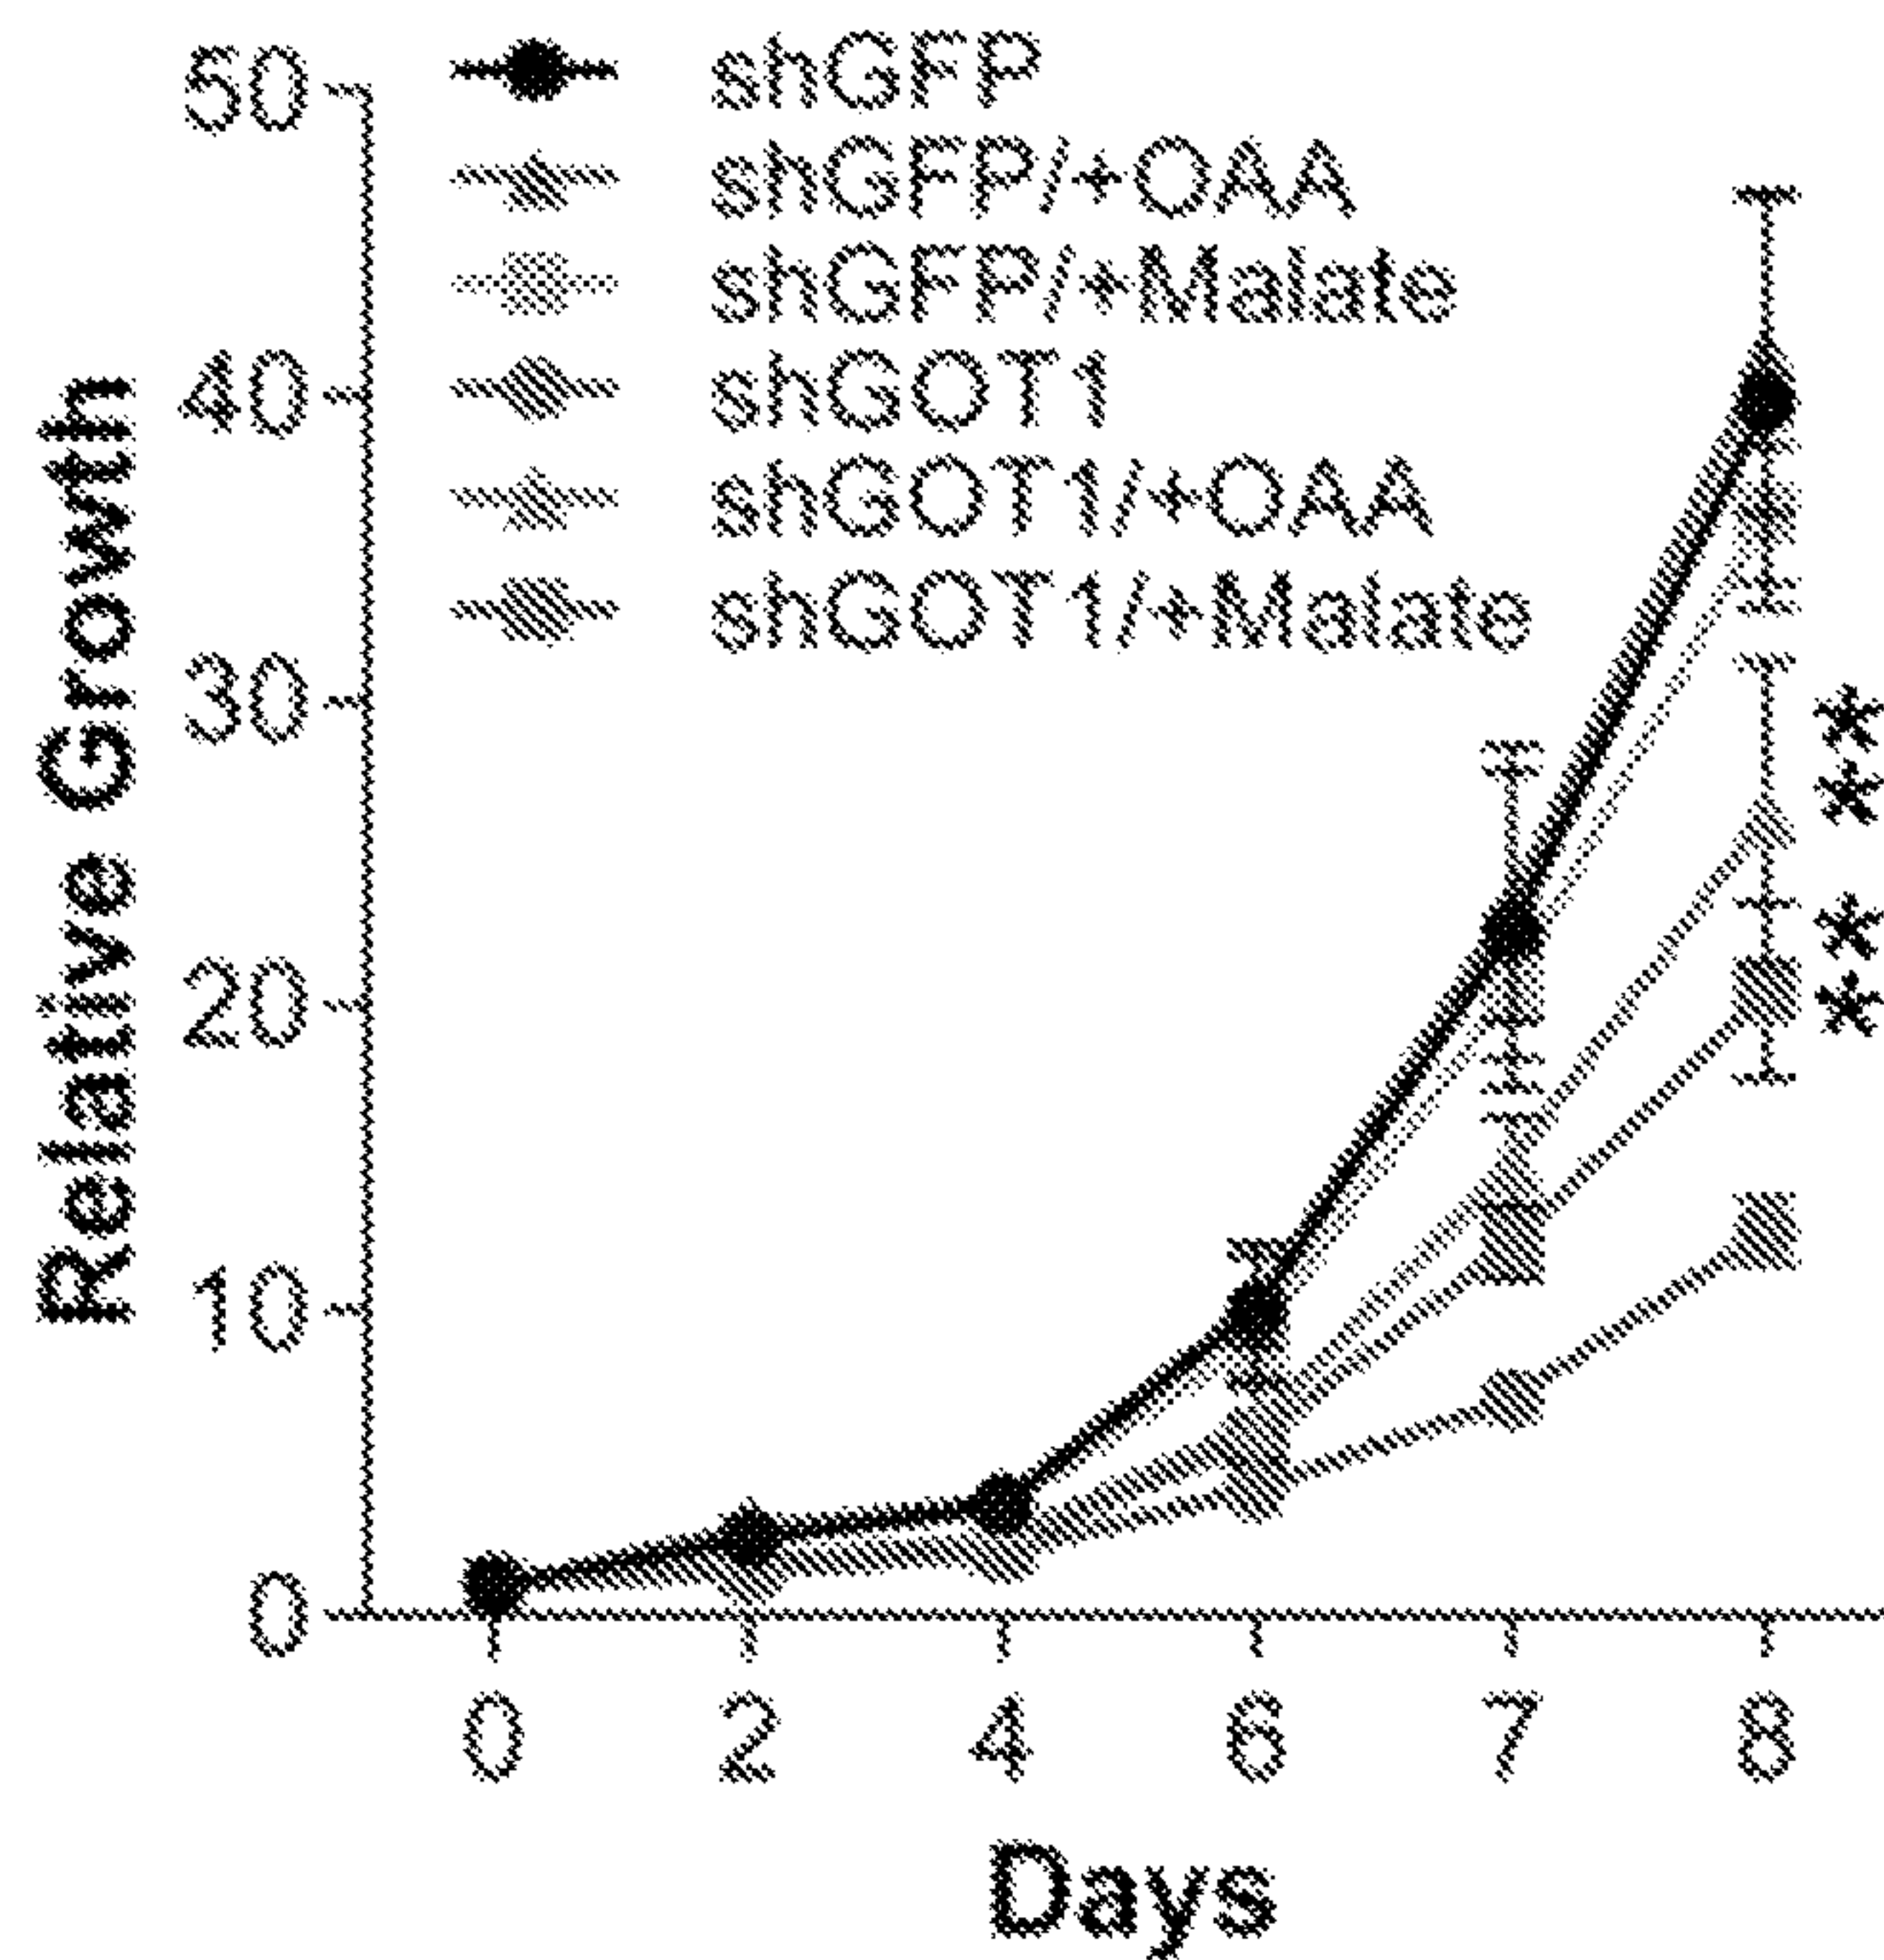 50
40
30
20
10
0
Relative Growth
shGFP
shGFP/+OAA
shGFP/+Malate
shGOT1
shGOT1/+OAA
shGOT1/+Malate
**
**
0 2 4 6 7 8
Days